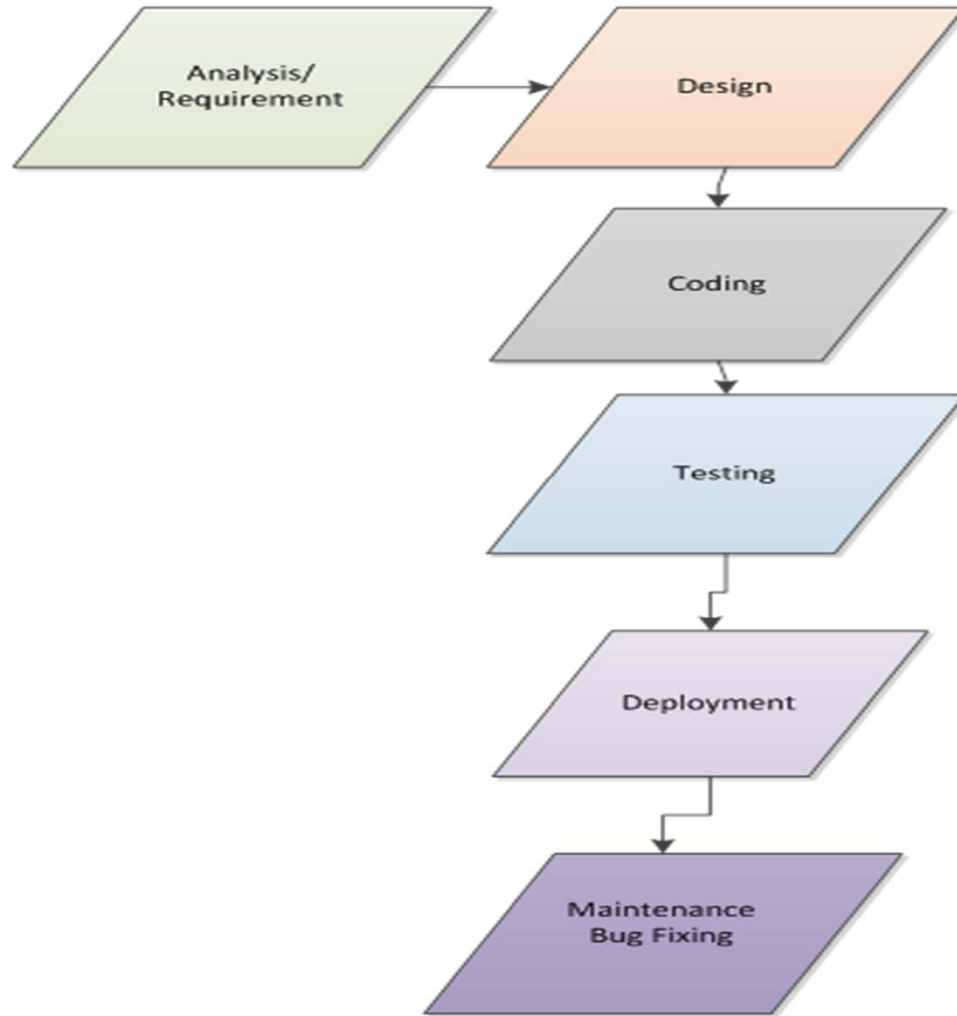 Analysis/
Requirement
Design
Coding
Testing
Deployment
Maintenance
Bug Fixing